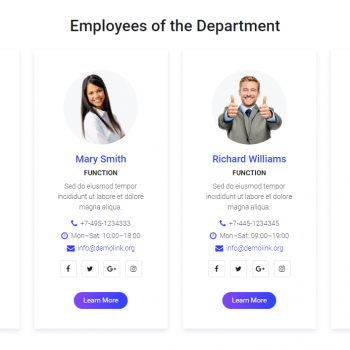 Employees of the Department
Mary Smith
FUNCTION
Sed do eiusmod tempor
incididunt ut labore et dolore
magna aliqua.
+7-495-1234333
Mon–Sat: 10:00–18:00
info@demolink.org
Learn More
Richard Williams
FUNCTION
Sed do eiusmod tempor
incididunt ut labore et dolore
magna aliqua.
+7-445-1234345
Mon–Sat: 09:00–19:00
info@demolink.org
Learn More